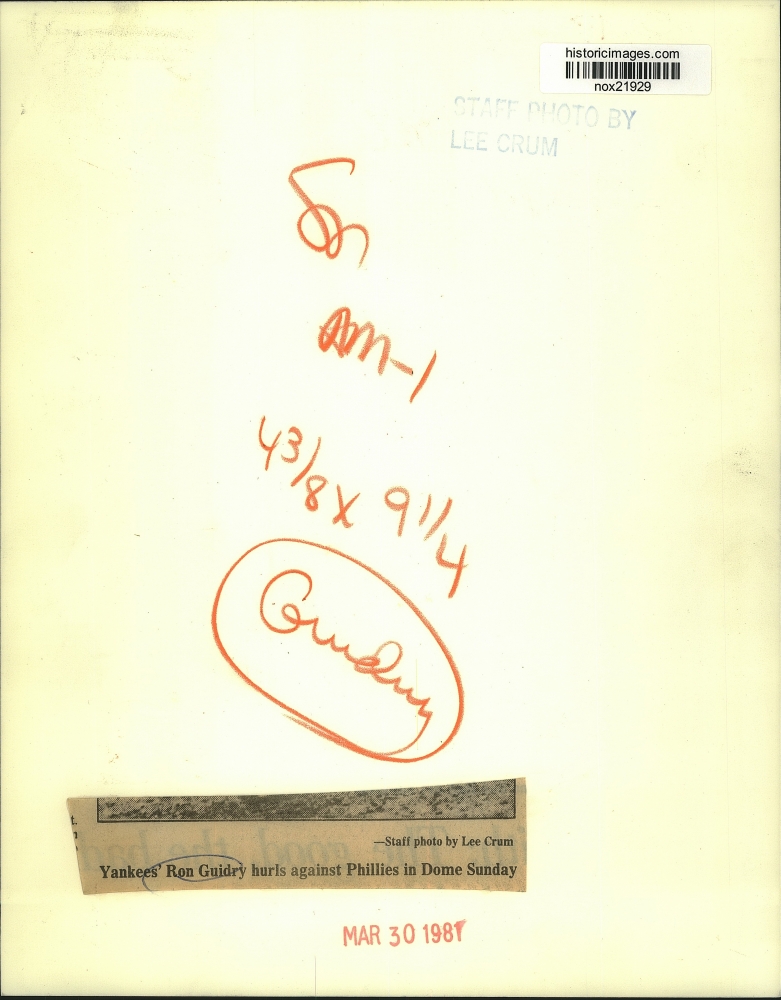 historicimages.com
nox21929
STAFF PHOTO BY
LEE CRUM
AM-1
4 3/8 X 9 1/4
Guidry
—Staff photo by Lee Crum
Yankees' Ron Guidry hurls against Phillies in Dome Sunday
MAR 30 1981